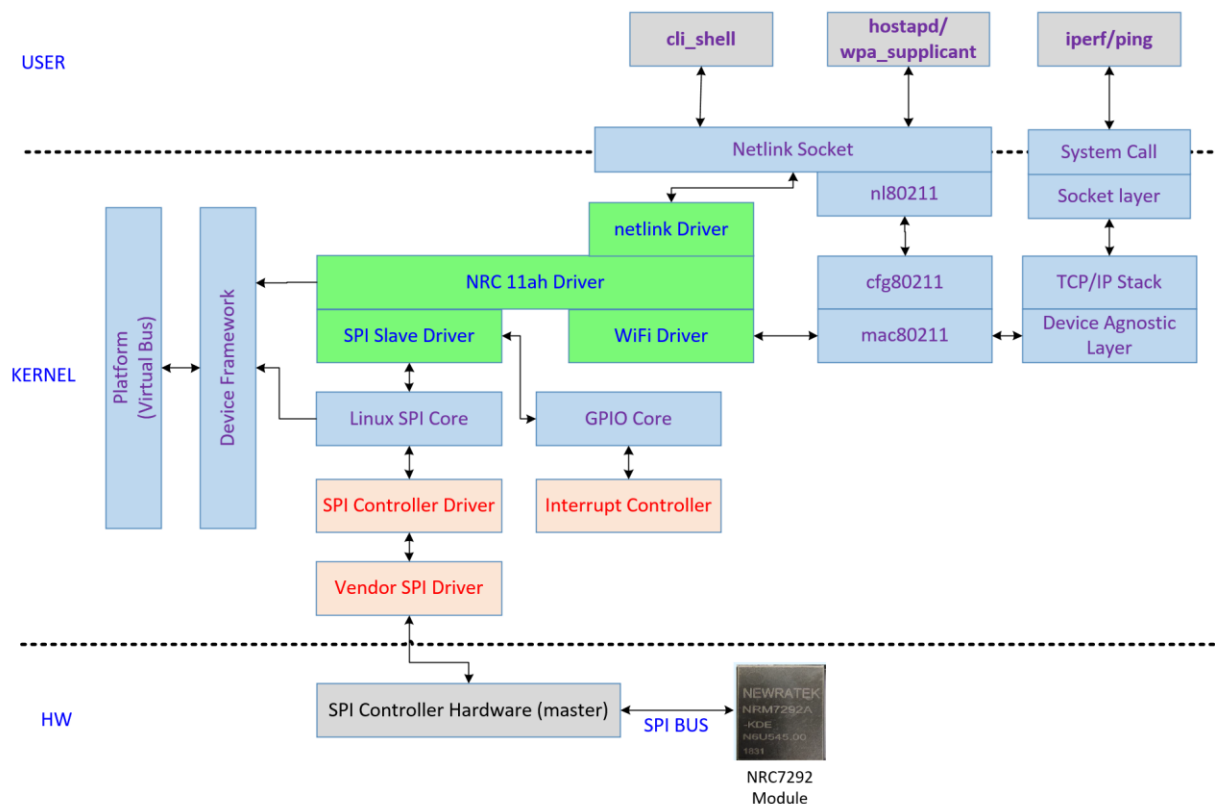 USER
cli_shell
hostapd/
wpa_supplicant
iperf/ping
Netlink Socket
System Call
nl80211
Socket layer
netlink Driver
NRC 11ah Driver
cfg80211
TCP/IP Stack
SPI Slave Driver
WiFi Driver
mac80211
Device Agnostic
Layer
KERNEL
Platform
(Virtual Bus)
Device Framework
Linux SPI Core
GPIO Core
SPI Controller Driver
Interrupt Controller
Vendor SPI Driver
HW
SPI Controller Hardware (master)
SPI BUS
NEWRATEK
NRM7292A
-KDE
N6U545.00
1831
NRC7292
Module